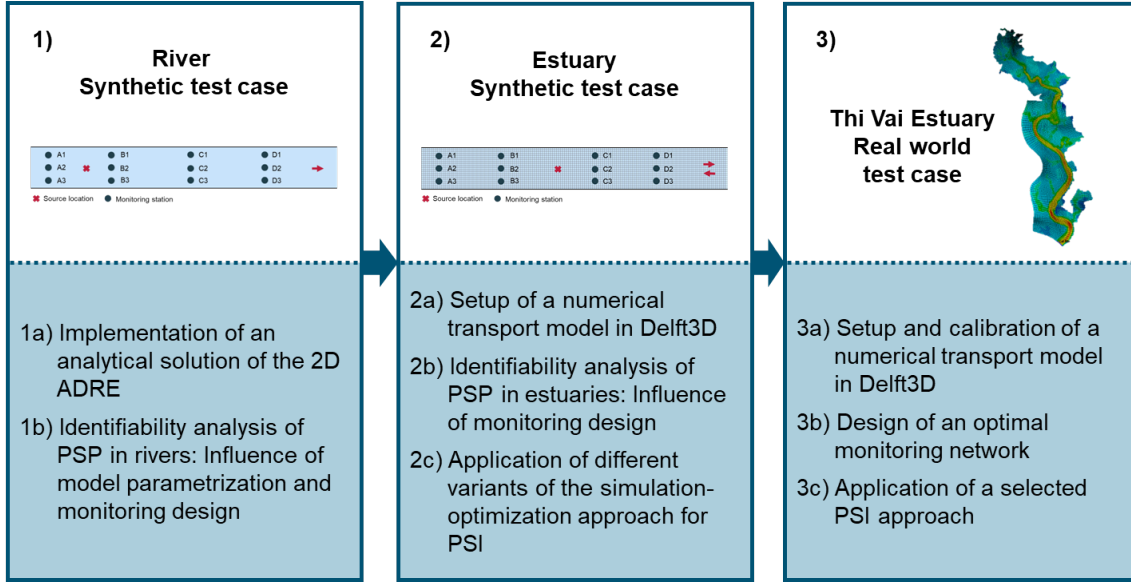 1)
River
Synthetic test case
A1
B1
C1
D1
A2
B2
C2
D2
A3
B3
C3
D3
Source location
Monitoring station
1a) Implementation of an
analytical solution of the 2D
ADRE
1b) Identifiability analysis of
PSP in rivers: Influence of
model parametrization and
monitoring design
2)
Estuary
Synthetic test case
A1
B1
C1
D1
A2
B2
C2
D2
A3
B3
C3
D3
Source location
Monitoring station
2a) Setup of a numerical
transport model in Delft3D
2b) Identifiability analysis of
PSP in estuaries: Influence
of monitoring design
2c) Application of different
variants of the simulation-
optimization approach for
PSI
3)
Thi Vai Estuary
Real world
test case
3a) Setup and calibration of a
numerical transport model
in Delft3D
3b) Design of an optimal
monitoring network
3c) Application of a selected
PSI approach